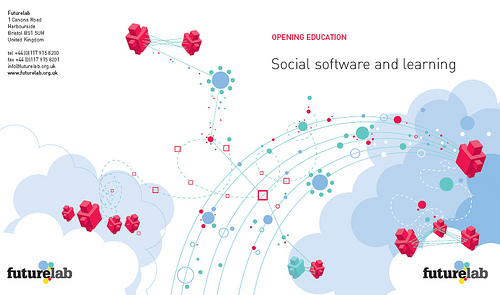 Futurelab
1 Canons Road
Harbourside
Bristol BS1 5UH
United Kingdom
tel +44 (0)117 915 8200
fax +44 (0)117 915 8201
info@futurelab.org.uk
www.futurelab.org.uk
OPENING EDUCATION
Social software and learning
futurelab
futurelab